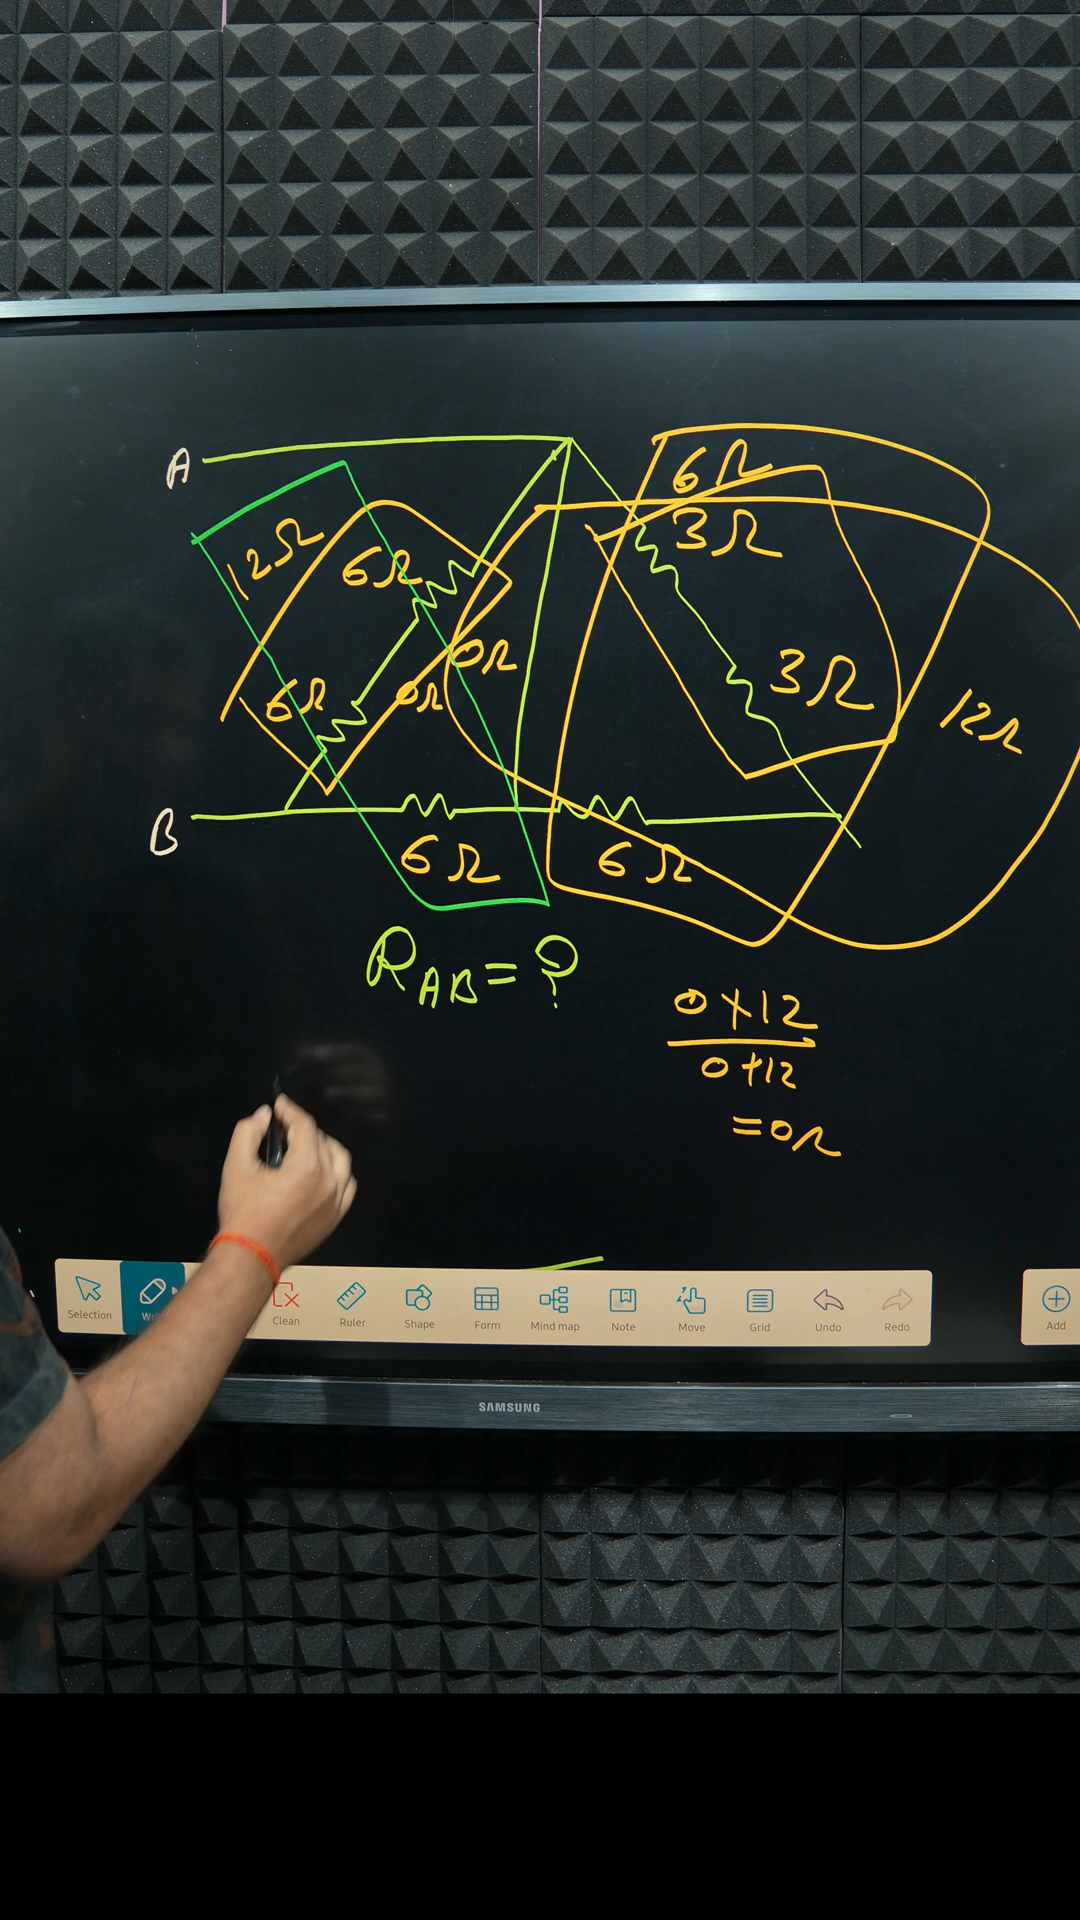 A
6Ω
3Ω
12Ω
6Ω
0Ω
6Ω
0Ω
3Ω
12Ω
B
6Ω
6Ω
R_AB = ?
0 × 12
0 + 12
= 0Ω
Selection
Clean
Ruler
Shape
Form
Mind map
Note
Move
Grid
Undo
Redo
Add
SAMSUNG